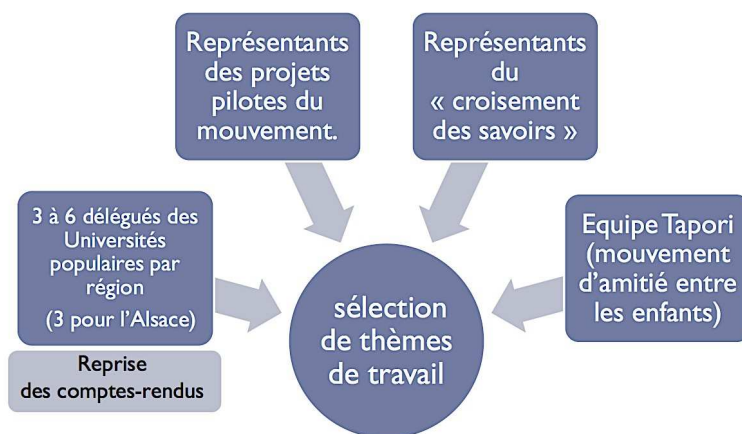 Représentants
des projets
pilotes du
mouvement.
Représentants
du
« croisement
des savoirs »
3 à 6 délégués des
Universités
populaires par
région
(3 pour l'Alsace)
Reprise
des comptes-rendus
Equipe Tapori
(mouvement
d'amitié entre
les enfants)
sélection
de thèmes
de travail